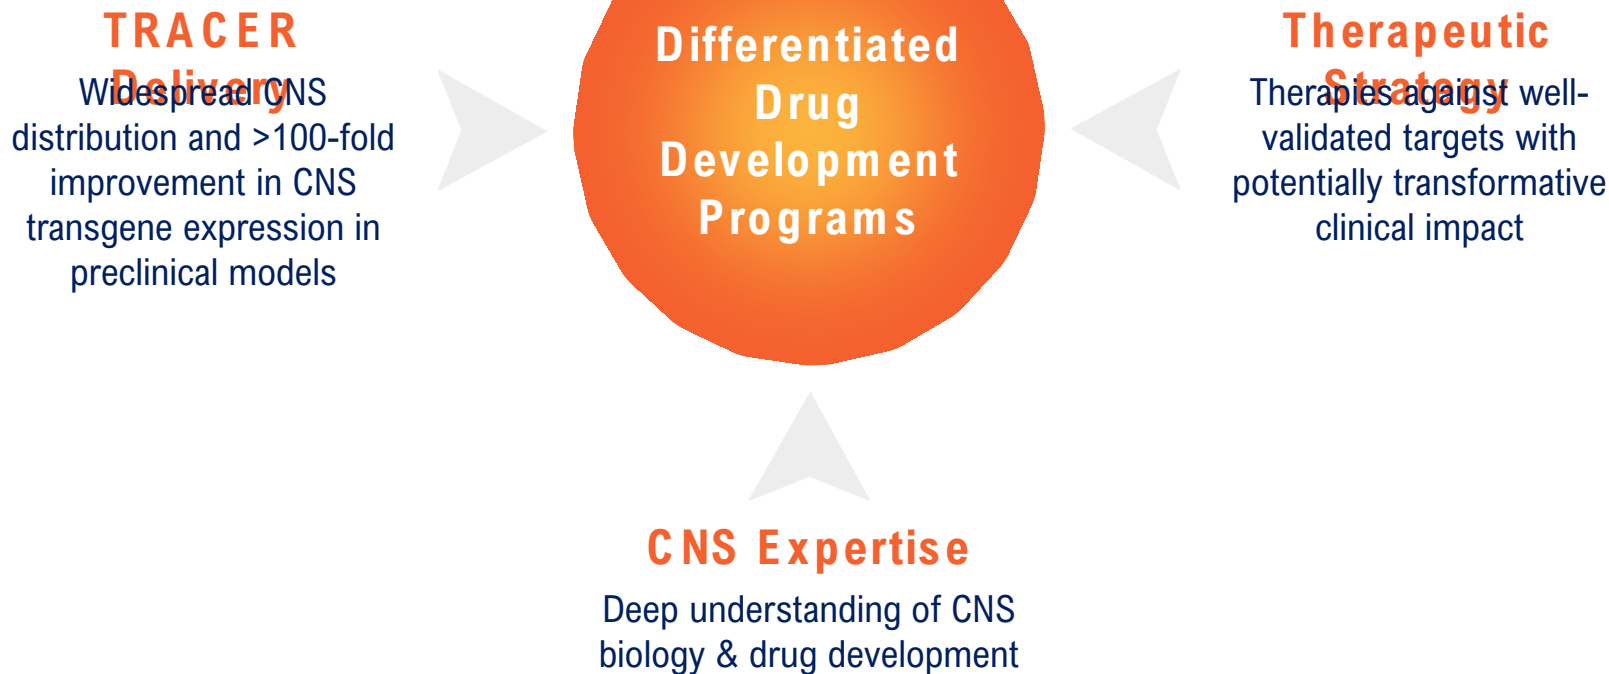 TRACER
Delivery
Widespread CNS
distribution and >100-fold
improvement in CNS
transgene expression in
preclinical models
Differentiated
Drug
Development
Programs
Therapeutic
Strategy
Therapies against well-
validated targets with
potentially transformative
clinical impact
CNS Expertise
Deep understanding of CNS
biology & drug development